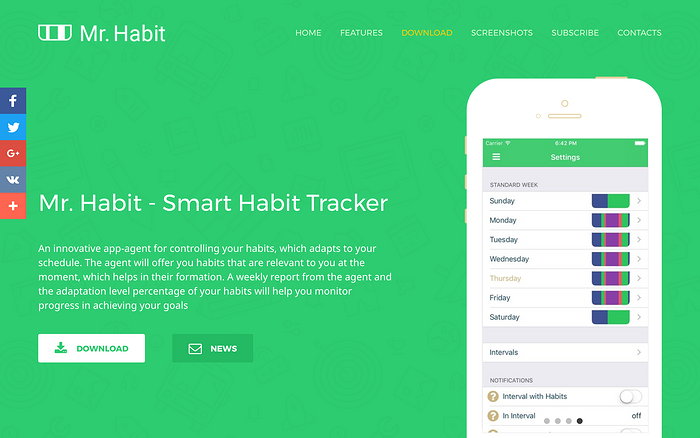 Mr. Habit
HOME FEATURES DOWNLOAD SCREENSHOTS SUBSCRIBE CONTACTS
Mr. Habit - Smart Habit Tracker
An innovative app-agent for controlling your habits, which adapts to your
schedule. The agent will offer you habits that are relevant to you at the
moment, which helps in their formation. A weekly report from the agent and
the adaptation level percentage of your habits will help you monitor
progress in achieving your goals
DOWNLOAD
NEWS
Carrier 6:42 PM
Settings
STANDARD WEEK
Sunday
Monday
Tuesday
Wednesday
Thursday
Friday
Saturday
Intervals
NOTIFICATIONS
? Interval with Habits
? In Interval off